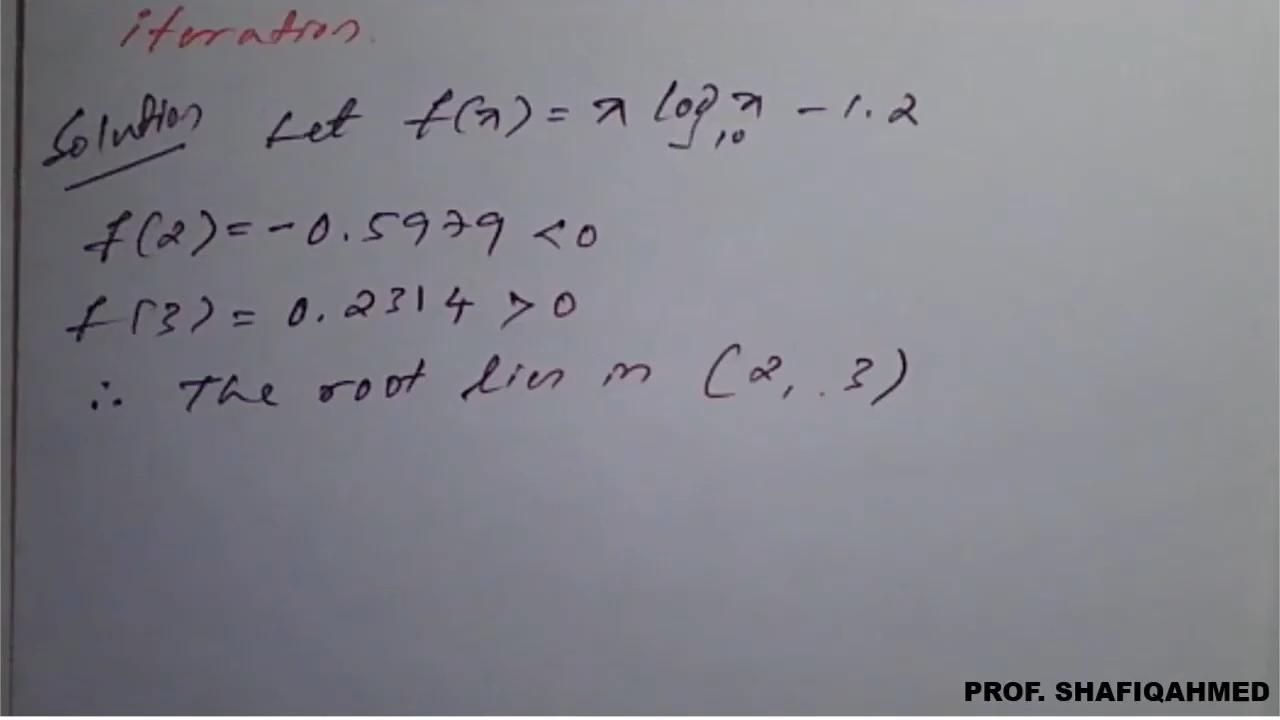 iteration.
Solution Let f(x) = x log₁₀x - 1.2
f(2) = -0.5979 < 0
f(3) = 0.2314 > 0
∴ The root lies in (2, 3)
PROF. SHAFIQAHMED